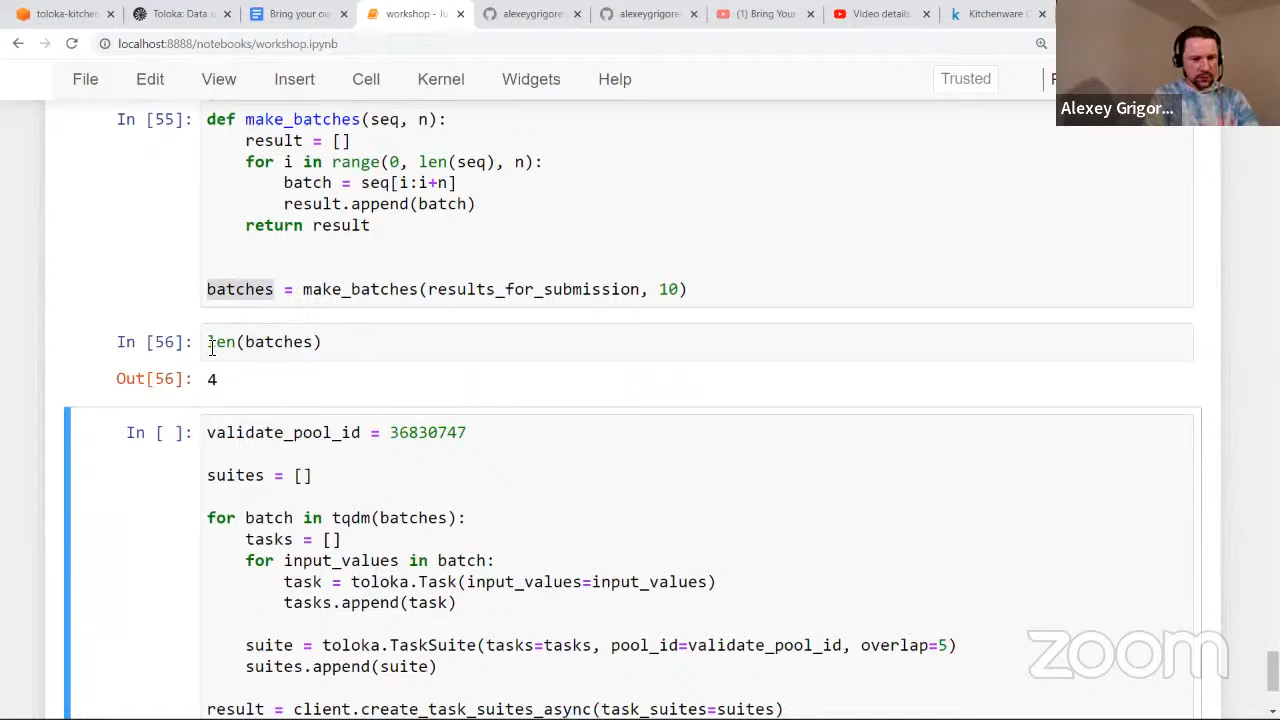 toloka-kitchen
Toloka: Data s
Bring your ow
workshop - Ju
alexeygrigore
alexeygrigore
(1) Bring Your
Video details
Kitchenware C
localhost:8888/notebooks/workshop.ipynb
File Edit View Insert Cell Kernel Widgets Help Trusted
Alexey Grigor...
In [55]: def make_batches(seq, n):
result = []
for i in range(0, len(seq), n):
batch = seq[i:i+n]
result.append(batch)
return result
batches = make_batches(results_for_submission, 10)
In [56]: len(batches)
Out[56]: 4
In [ ]: validate_pool_id = 36830747
suites = []
for batch in tqdm(batches):
tasks = []
for input_values in batch:
task = toloka.Task(input_values=input_values)
tasks.append(task)
suite = toloka.TaskSuite(tasks=tasks, pool_id=validate_pool_id, overlap=5)
suites.append(suite)
result = client.create_task_suites_async(task_suites=suites)
zoom